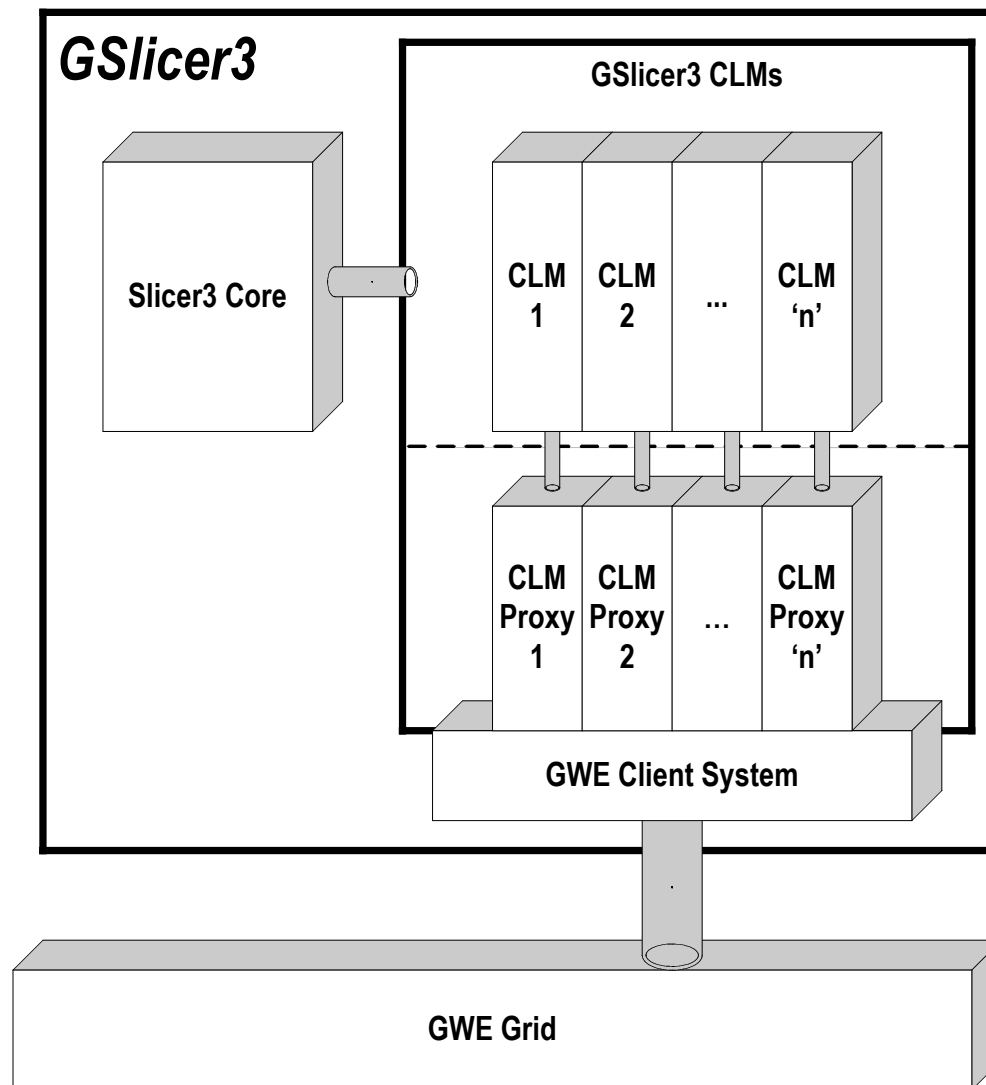 GSlicer3
GSlicer3 CLMs
Slicer3 Core
CLM
1
CLM
2
...
CLM
‘n’
CLM
Proxy
1
CLM
Proxy
2
…
CLM
Proxy
‘n’
GWE Client System
GWE Grid